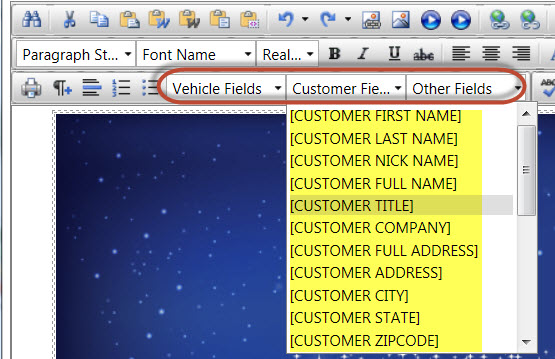 Paragraph St... Font Name Real... B I U abc
Vehicle Fields Customer Fie... Other Fields ABC
[CUSTOMER FIRST NAME]
[CUSTOMER LAST NAME]
[CUSTOMER NICK NAME]
[CUSTOMER FULL NAME]
[CUSTOMER TITLE]
[CUSTOMER COMPANY]
[CUSTOMER FULL ADDRESS]
[CUSTOMER ADDRESS]
[CUSTOMER CITY]
[CUSTOMER STATE]
[CUSTOMER ZIPCODE]